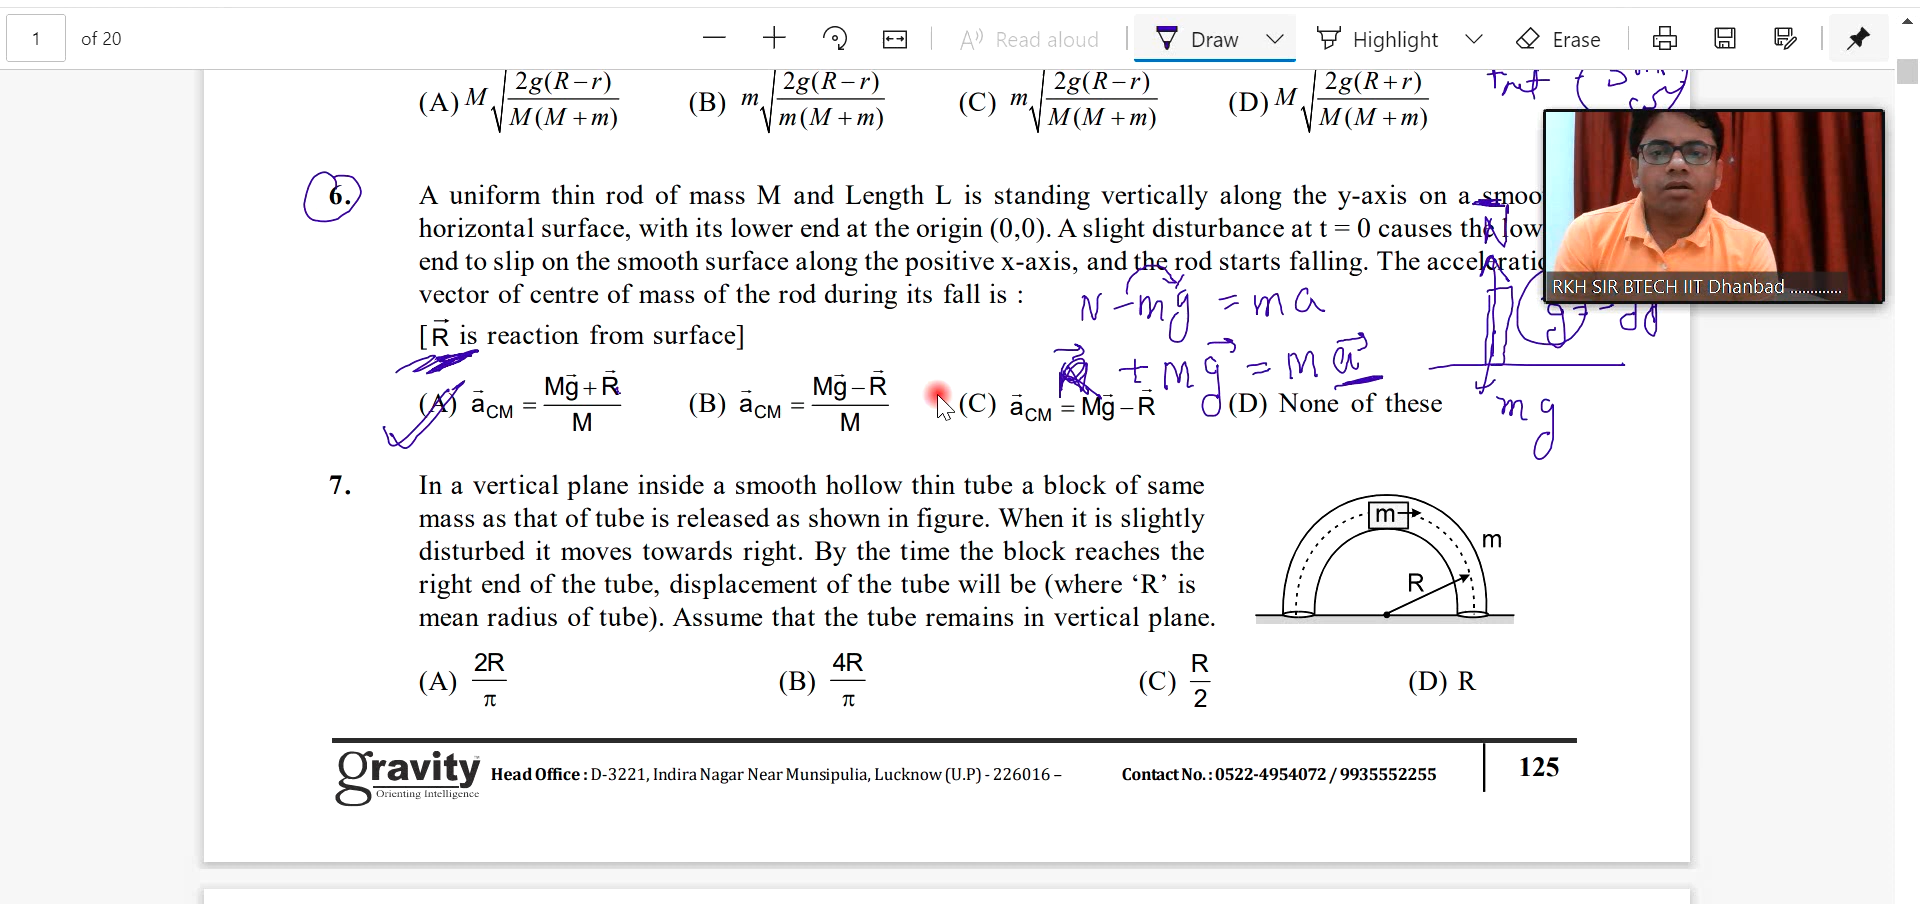 1 of 20 Read aloud Draw Highlight Erase
(A) M √(2g(R−r) / M(M+m)) (B) m √(2g(R−r) / m(M+m)) (C) m √(2g(R−r) / M(M+m)) (D) M √(2g(R+r) / M(M+m))
6. A uniform thin rod of mass M and Length L is standing vertically along the y-axis on a smoo
horizontal surface, with its lower end at the origin (0,0). A slight disturbance at t = 0 causes the low
end to slip on the smooth surface along the positive x-axis, and the rod starts falling. The accelerati
vector of centre of mass of the rod during its fall is :
[R⃗ is reaction from surface]
N − mg = ma
R⃗ + Mg⃗ = Ma⃗
mg
(A) a⃗CM = (Mg⃗ + R⃗) / M (B) a⃗CM = (Mg⃗ − R⃗) / M (C) a⃗CM = Mg⃗ − R⃗ (D) None of these
RKH SIR BTECH IIT Dhanbad .............
7. In a vertical plane inside a smooth hollow thin tube a block of same
mass as that of tube is released as shown in figure. When it is slightly
disturbed it moves towards right. By the time the block reaches the
right end of the tube, displacement of the tube will be (where ‘R’ is
mean radius of tube). Assume that the tube remains in vertical plane.
m
m
R
(A) 2R/π (B) 4R/π (C) R/2 (D) R
gravity
Orienting Intelligence
Head Office : D-3221, Indira Nagar Near Munsipulia, Lucknow (U.P) - 226016 – Contact No. : 0522-4954072 / 9935552255 125